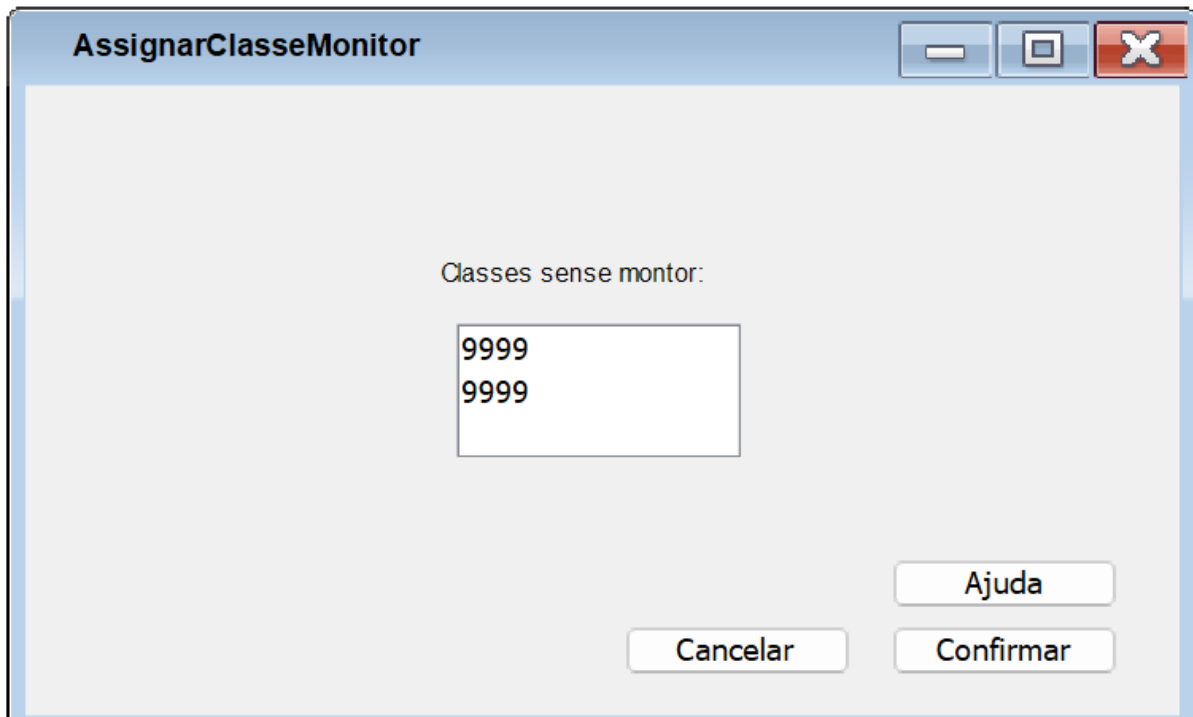 AssignarClasseMonitor
Classes sense montor:
9999
9999
Ajuda
Cancelar
Confirmar